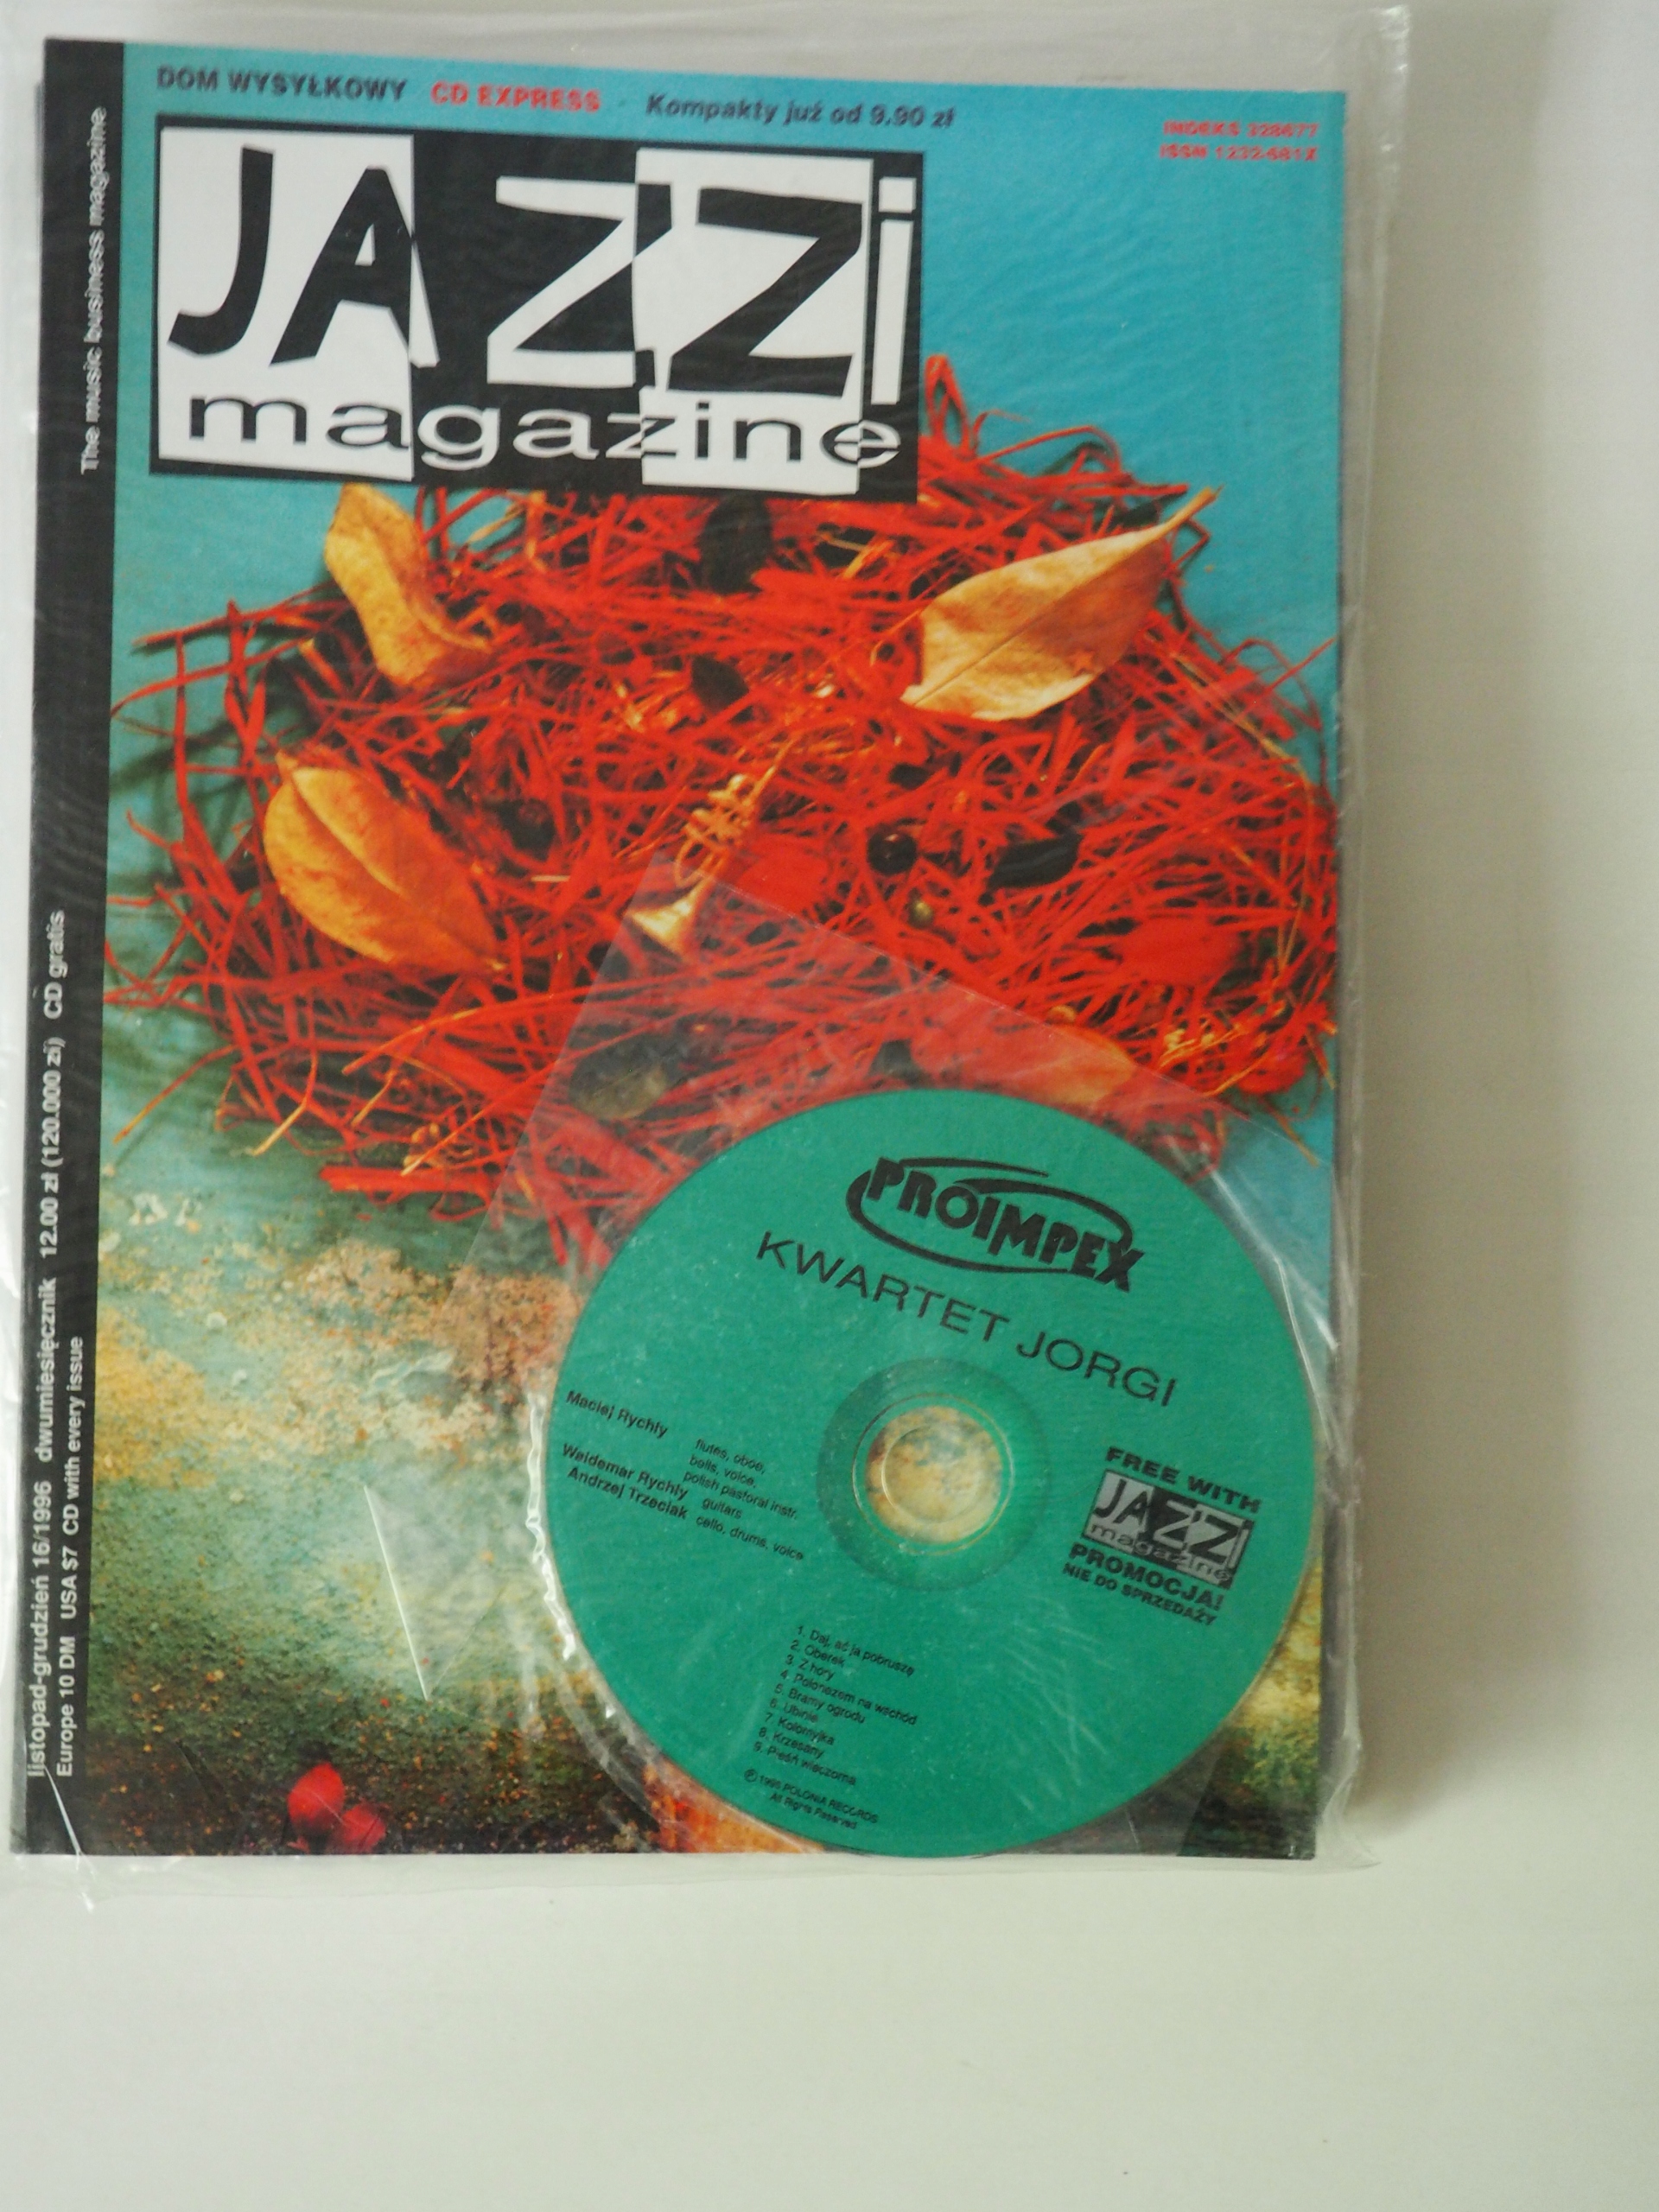 DOM WYSYŁKOWY CD EXPRESS · Kompakty już od 9.90 zł
INDEKS 328677
ISSN 1232-681X
JAZZi
magazine
The music business magazine
listopad-grudzień 16/1996 dwumiesięcznik 12.00 zł (120.000 zł) CD gratis
Europe 10 DM USA $7 CD with every issue
PROIMPEX
KWARTET JORGI
Maciej Rychły
flutes, oboe,
bells, voice,
polish pastoral instr.
Waldemar Rychły guitars
Andrzej Trzeciak cello, drums, voice
FREE WITH
JAZZi
magazine
PROMOCJA!
NIE DO SPRZEDAŻY
1. Daj, ać ja pobruszę
2. Oberek
3. Z hory
4. Polonezem na wschód
5. Bramy ogrodu
6. Ubinie
7. Kołomyjka
8. Krzesany
9. Pieśń wieczorna
℗ 1996 POLONIA RECORDS
All Rights Reserved